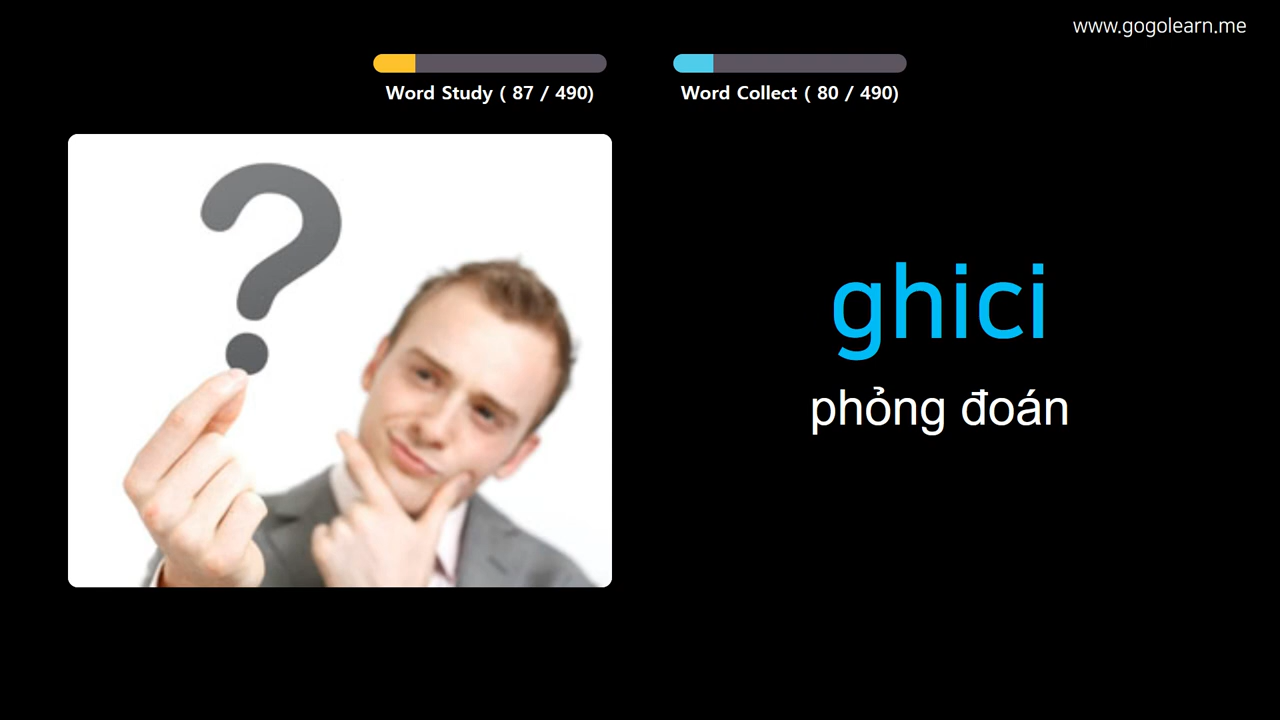 www.gogolearn.me
Word Study ( 87 / 490)
Word Collect ( 80 / 490)
ghici
phỏng đoán